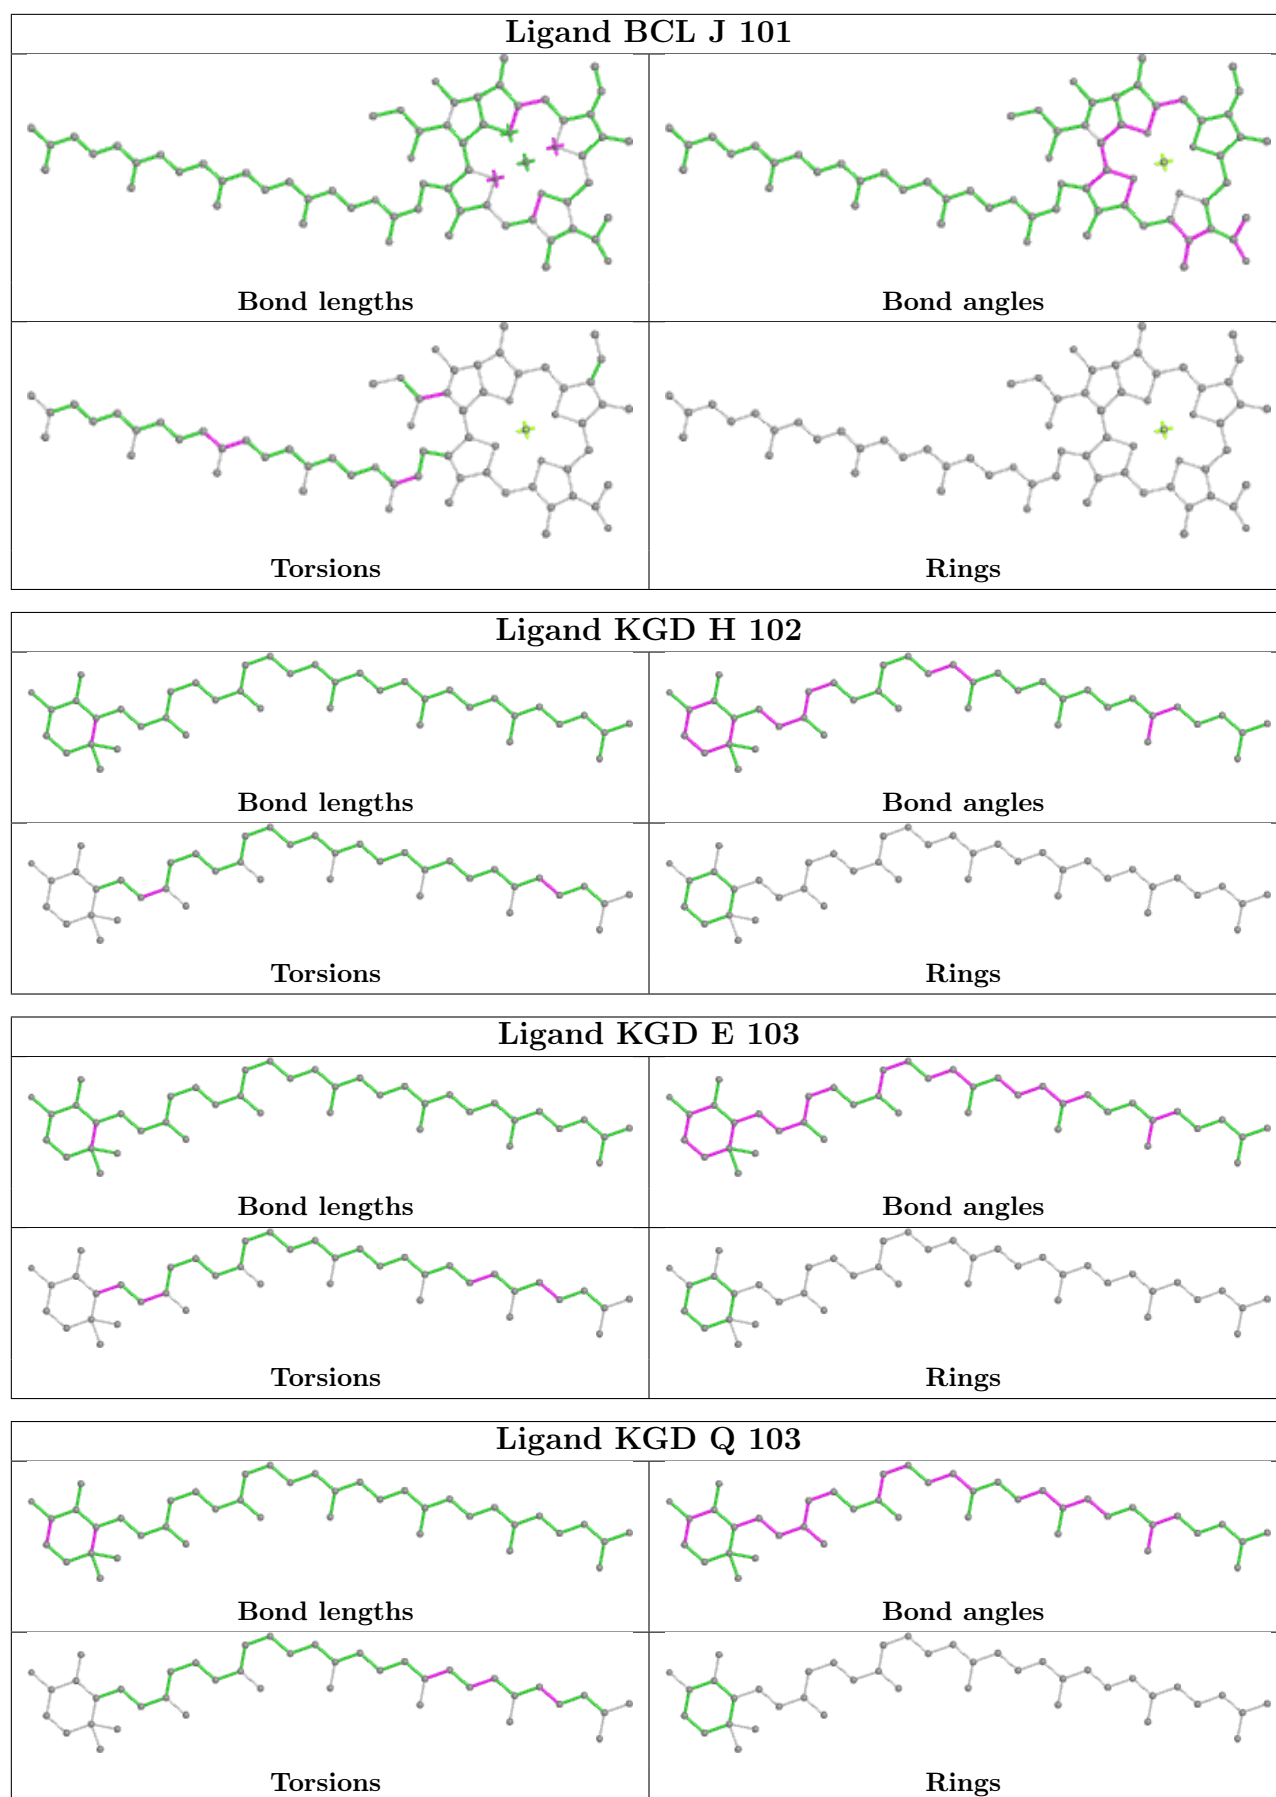 Ligand BCL J 101
Bond lengths
Bond angles
Torsions
Rings
Ligand KGD H 102
Bond lengths
Bond angles
Torsions
Rings
Ligand KGD E 103
Bond lengths
Bond angles
Torsions
Rings
Ligand KGD Q 103
Bond lengths
Bond angles
Torsions
Rings